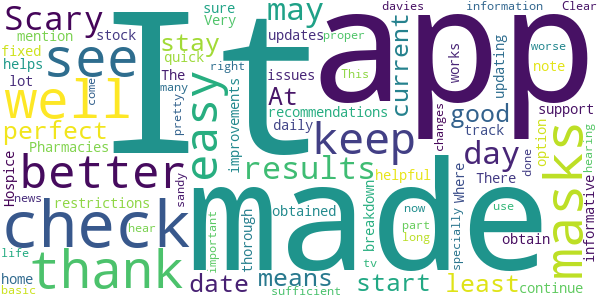 Scary
mention
stock
fixed
helps
see
lot
well
come
perfect
Pharmacies
better
Hospice
news
restrictions
check
life
hear
home
thank
basic
It
made
app
sure
Very
may
updates
proper
davies
information
Clear
stay
quick
The
many
pretty
right
issues
This
worse
At
recommendations
easy
improvements
daily
current
works
updating
note
good
support
changes
track
option
hearing
keep
day
done
results
helpful
There
masks
informative
sandy
important
thorough
obtained
breakdown
now
part
long
Where
specially
use
obtain
date
means
tv
start
least
sufficient
continue